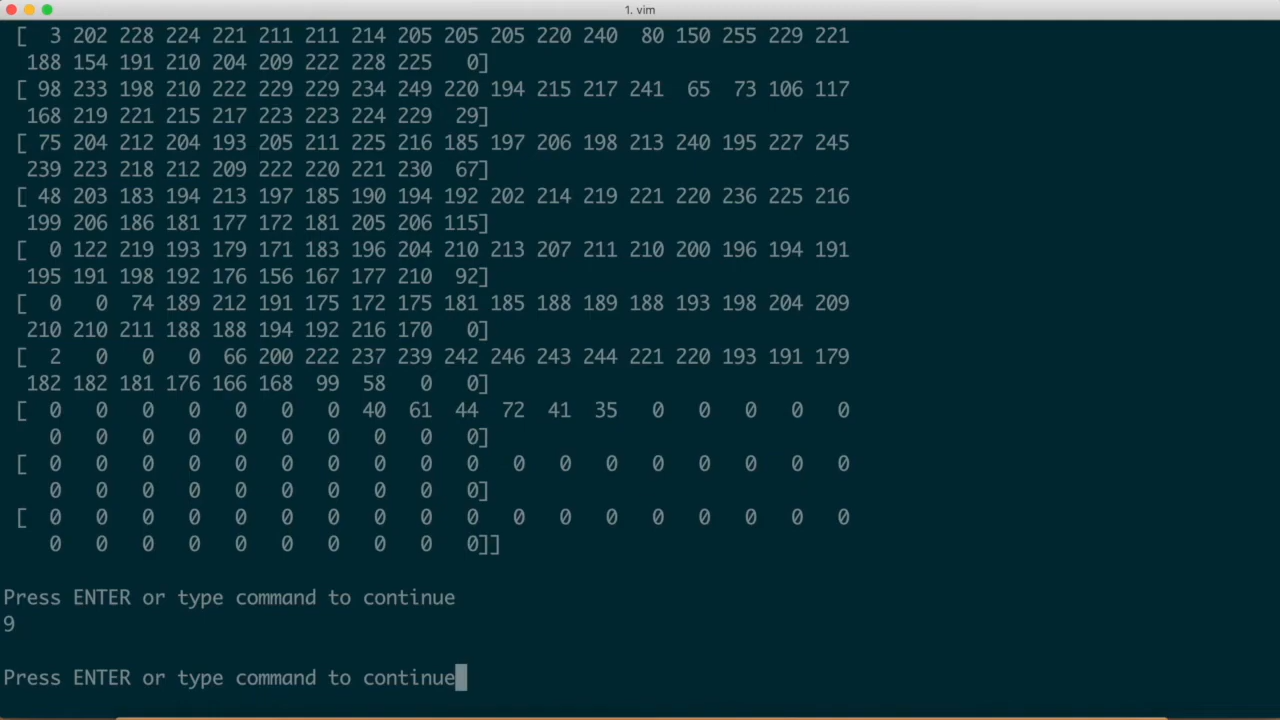 1. vim
[  3 202 228 224 221 211 211 214 205 205 205 220 240  80 150 255 229 221
188 154 191 210 204 209 222 228 225   0]
[ 98 233 198 210 222 229 229 234 249 220 194 215 217 241  65  73 106 117
168 219 221 215 217 223 223 224 229  29]
[ 75 204 212 204 193 205 211 225 216 185 197 206 198 213 240 195 227 245
239 223 218 212 209 222 220 221 230  67]
[ 48 203 183 194 213 197 185 190 194 192 202 214 219 221 220 236 225 216
199 206 186 181 177 172 181 205 206 115]
[  0 122 219 193 179 171 183 196 204 210 213 207 211 210 200 196 194 191
195 191 198 192 176 156 167 177 210  92]
[  0   0  74 189 212 191 175 172 175 181 185 188 189 188 193 198 204 209
210 210 211 188 188 194 192 216 170   0]
[  2   0   0   0  66 200 222 237 239 242 246 243 244 221 220 193 191 179
182 182 181 176 166 168  99  58   0   0]
[  0   0   0   0   0   0   0  40  61  44  72  41  35   0   0   0   0   0
0   0   0   0   0   0   0   0   0   0]
[  0   0   0   0   0   0   0   0   0   0   0   0   0   0   0   0   0   0
0   0   0   0   0   0   0   0   0   0]
[  0   0   0   0   0   0   0   0   0   0   0   0   0   0   0   0   0   0
0   0   0   0   0   0   0   0   0   0]]
Press ENTER or type command to continue
9
Press ENTER or type command to continue